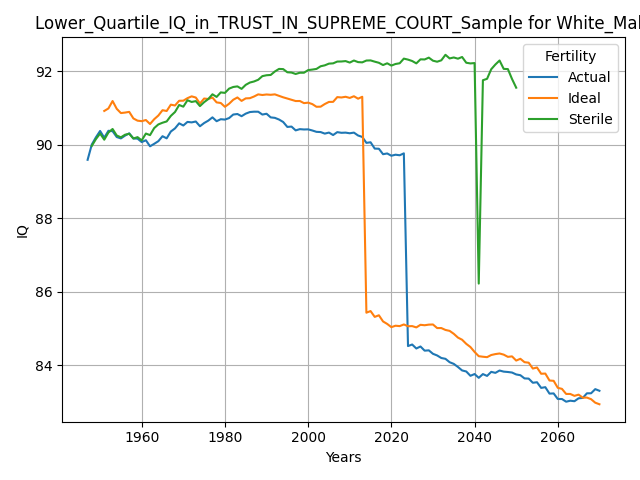 Lower_Quartile_IQ_in_TRUST_IN_SUPREME_COURT_Sample for White_Mal
Fertility
Actual
Ideal
Sterile
92
90
88
86
84
IQ
1960 1980 2000 2020 2040 2060
Years